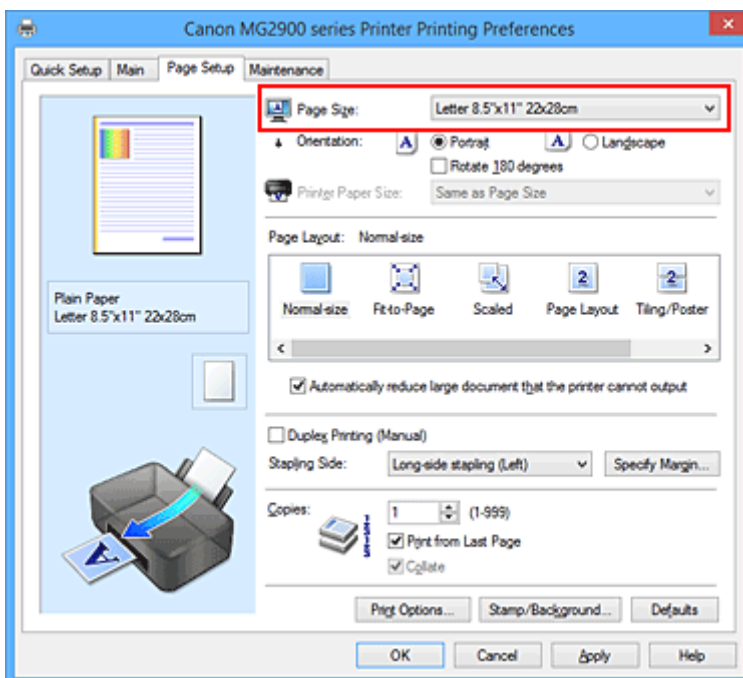 Canon MG2900 series Printer Printing Preferences
Quick Setup Main Page Setup Maintenance
Page Size: Letter 8.5"x11" 22x28cm
Orientation: A Portrait A Landscape
Rotate 180 degrees
Printer Paper Size: Same as Page Size
Page Layout: Normal-size
Normal-size Fit-to-Page Scaled Page Layout Tiling/Poster
Plain Paper
Letter 8.5"x11" 22x28cm
Automatically reduce large document that the printer cannot output
Duplex Printing (Manual)
Stapling Side: Long-side stapling (Left) Specify Margin...
Copies: 1 (1-999)
Print from Last Page
Collate
Print Options... Stamp/Background... Defaults
OK Cancel Apply Help